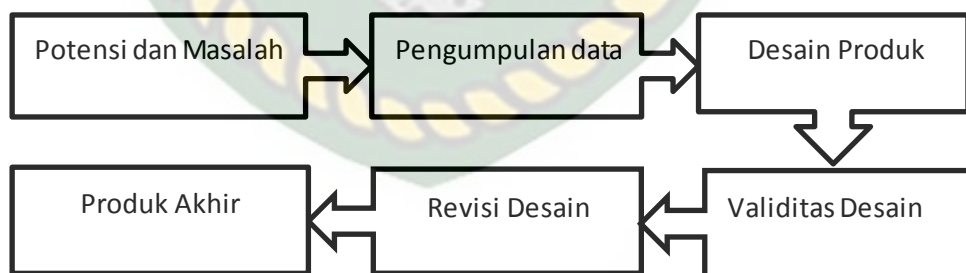 Potensi dan Masalah
Pengumpulan data
Desain Produk
Validitas Desain
Revisi Desain
Produk Akhir